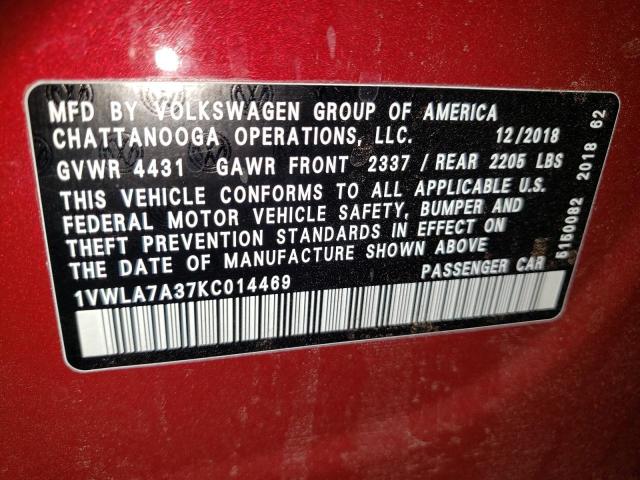 MFD BY VOLKSWAGEN GROUP OF AMERICA
CHATTANOOGA OPERATIONS, LLC. 12/2018
GVWR 4431 GAWR FRONT 2337 / REAR 2205 LBS
THIS VEHICLE CONFORMS TO ALL APPLICABLE U.S.
FEDERAL MOTOR VEHICLE SAFETY, BUMPER AND
THEFT PREVENTION STANDARDS IN EFFECT ON
THE DATE OF MANUFACTURE SHOWN ABOVE
1VWLA7A37KC014469 PASSENGER CAR
5150082 2018 62